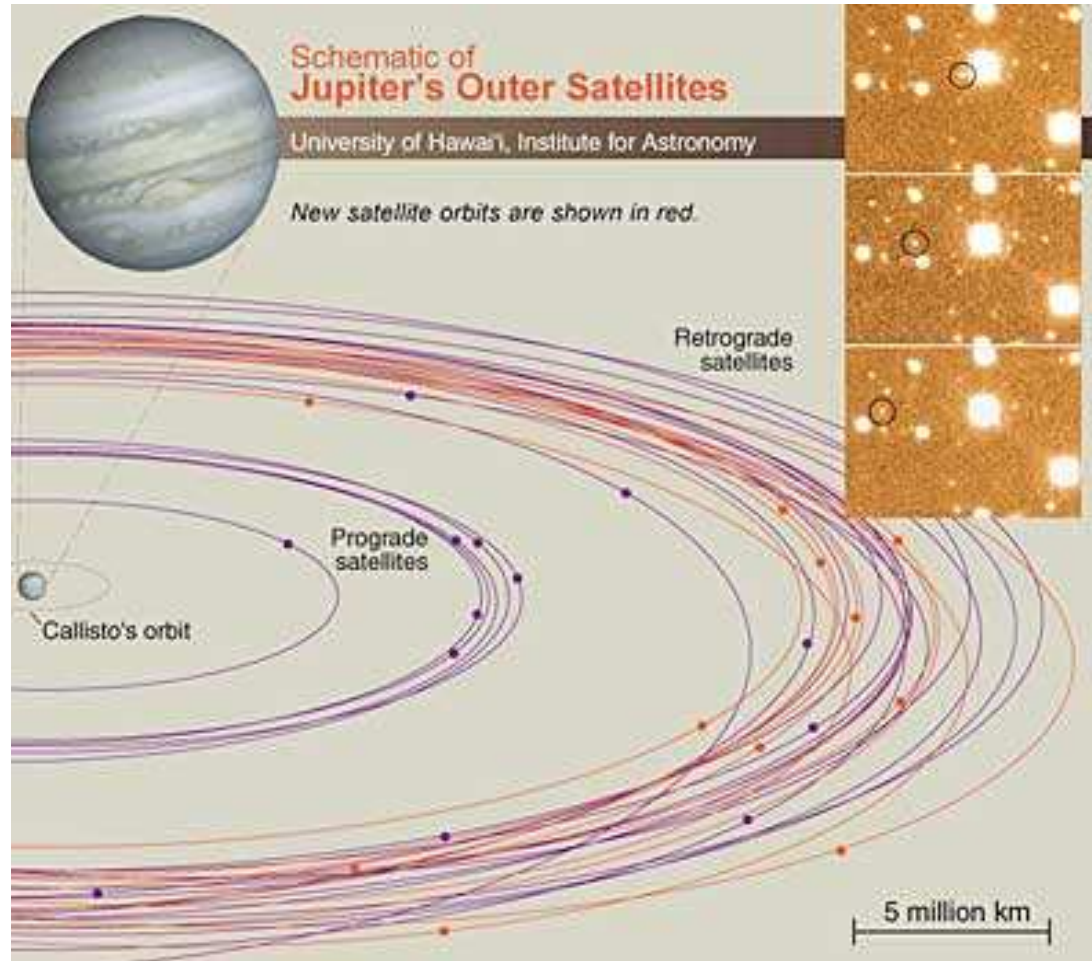 Schematic of
Jupiter's Outer Satellites
University of Hawai'i, Institute for Astronomy
New satellite orbits are shown in red.
Retrograde
satellites
Prograde
satellites
Callisto's orbit
5 million km